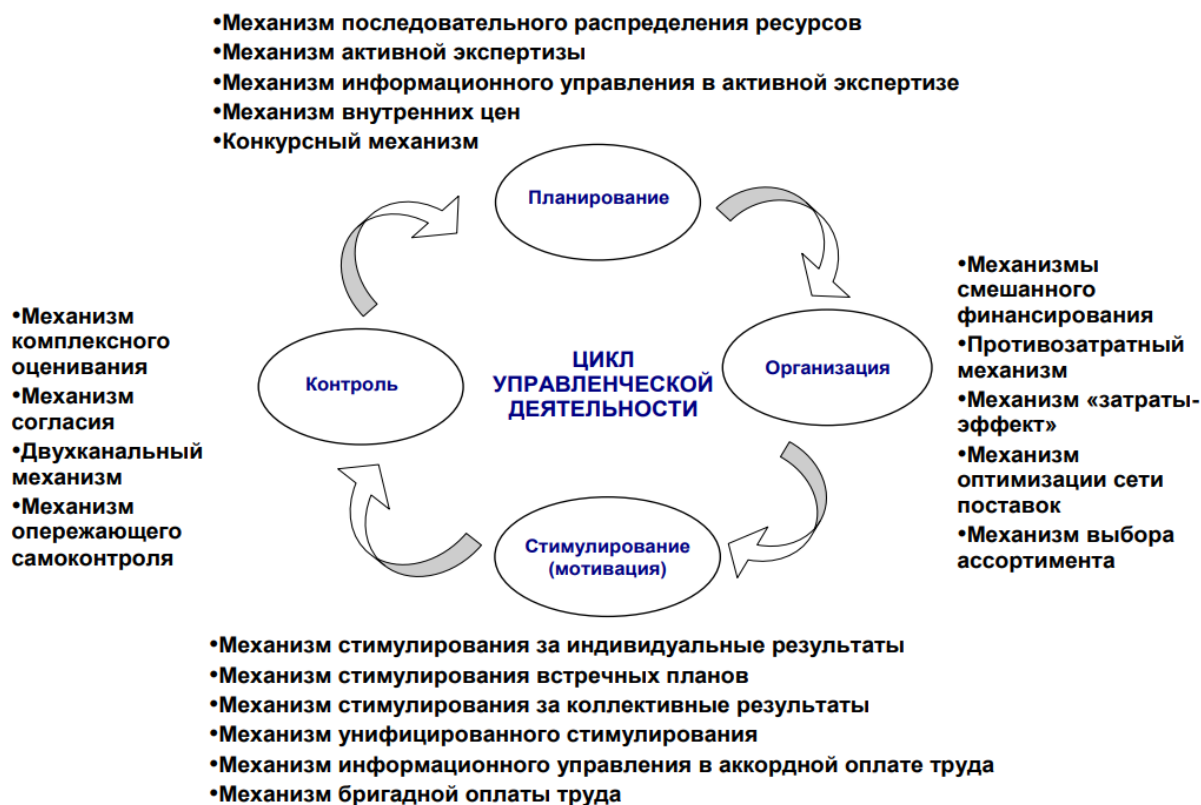 •Механизм последовательного распределения ресурсов
•Механизм активной экспертизы
•Механизм информационного управления в активной экспертизе
•Механизм внутренних цен
•Конкурсный механизм
Планирование
•Механизмы
смешанного
финансирования
•Противозатратный
механизм
•Механизм «затраты-
эффект»
•Механизм
оптимизации сети
поставок
•Механизм выбора
ассортимента
Организация
ЦИКЛ
УПРАВЛЕНЧЕСКОЙ
ДЕЯТЕЛЬНОСТИ
Контроль
•Механизм
комплексного
оценивания
•Механизм
согласия
•Двухканальный
механизм
•Механизм
опережающего
самоконтроля
Стимулирование
(мотивация)
•Механизм стимулирования за индивидуальные результаты
•Механизм стимулирования встречных планов
•Механизм стимулирования за коллективные результаты
•Механизм унифицированного стимулирования
•Механизм информационного управления в аккордной оплате труда
•Механизм бригадной оплаты труда